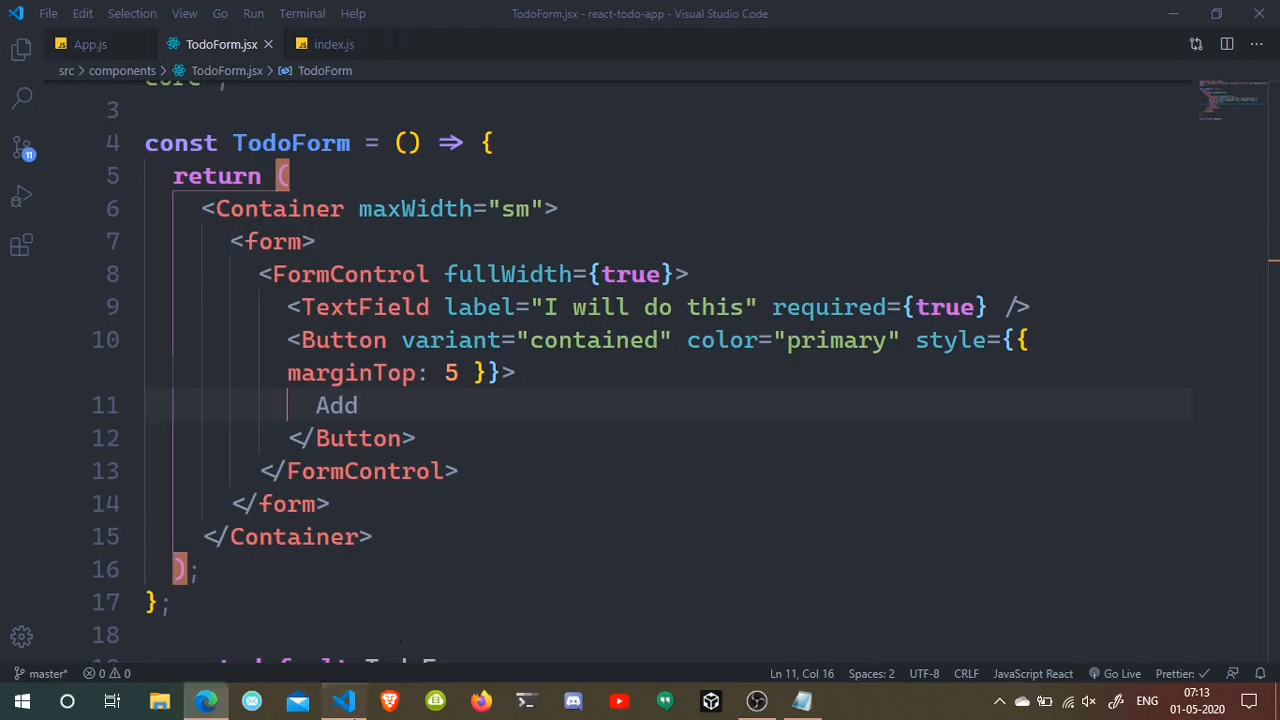 File Edit Selection View Go Run Terminal Help TodoForm.jsx - react-todo-app - Visual Studio Code
App.js TodoForm.jsx index.js
src > components > TodoForm.jsx > TodoForm
3
4 const TodoForm = () => {
5 return (
6 <Container maxWidth="sm">
7 <form>
8 <FormControl fullWidth={true}>
9 <TextField label="I will do this" required={true} />
10 <Button variant="contained" color="primary" style={{
marginTop: 5 }}>
11 Add
12 </Button>
13 </FormControl>
14 </form>
15 </Container>
16 );
17 };
18
11
master* 0 0 Ln 11, Col 16 Spaces: 2 UTF-8 CRLF JavaScript React Go Live Prettier: ✓
ENG 07:13
01-05-2020